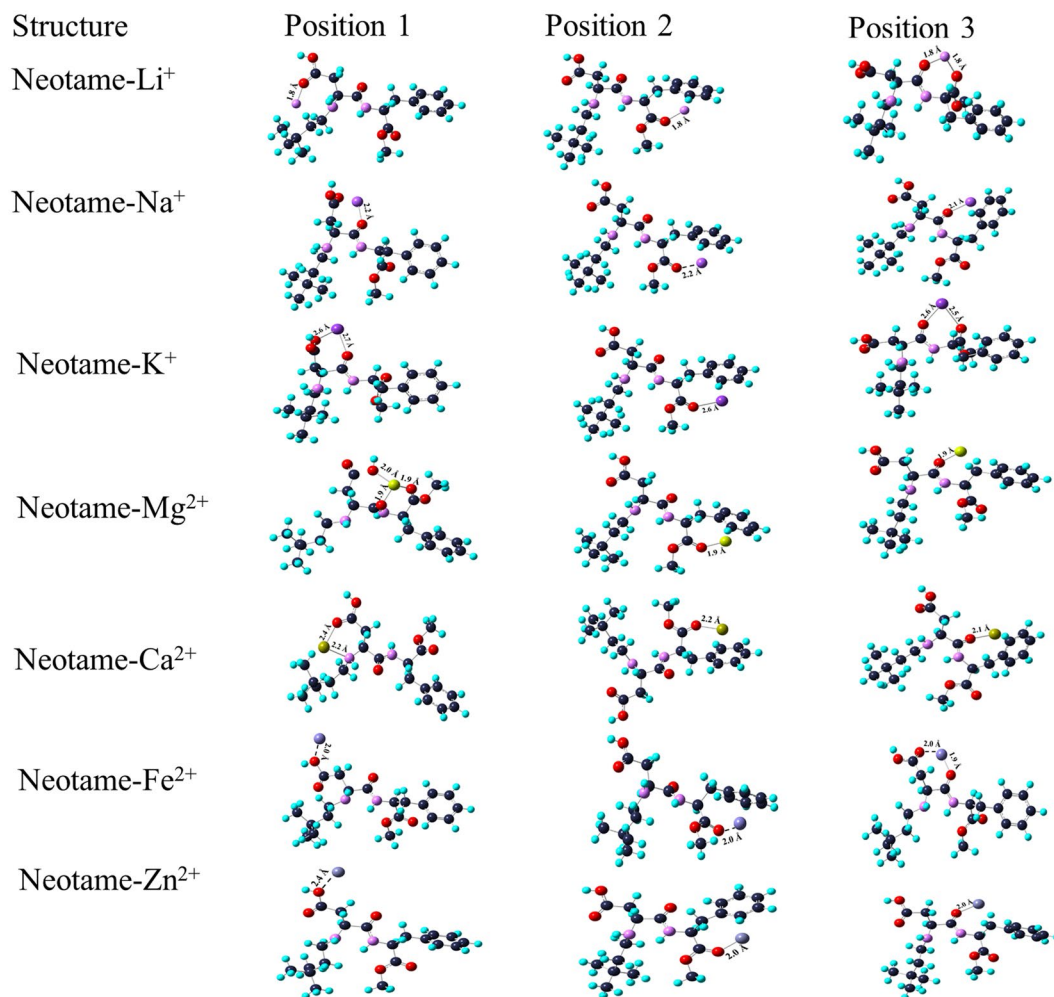 Structure Position 1 Position 2 Position 3
Neotame-Li⁺
1.8 Å
1.8 Å
1.8 Å 1.8 Å
Neotame-Na⁺
2.2 Å
2.2 Å
2.1 Å
Neotame-K⁺
2.6 Å 2.7 Å
2.6 Å
2.6 Å 2.5 Å
Neotame-Mg²⁺
2.0 Å 1.9 Å
1.9 Å
1.9 Å
1.9 Å
Neotame-Ca²⁺
2.4 Å
2.2 Å
2.2 Å
2.1 Å
Neotame-Fe²⁺
2.0 Å
2.0 Å
2.0 Å
1.9 Å
Neotame-Zn²⁺
2.4 Å
2.0 Å
2.0 Å